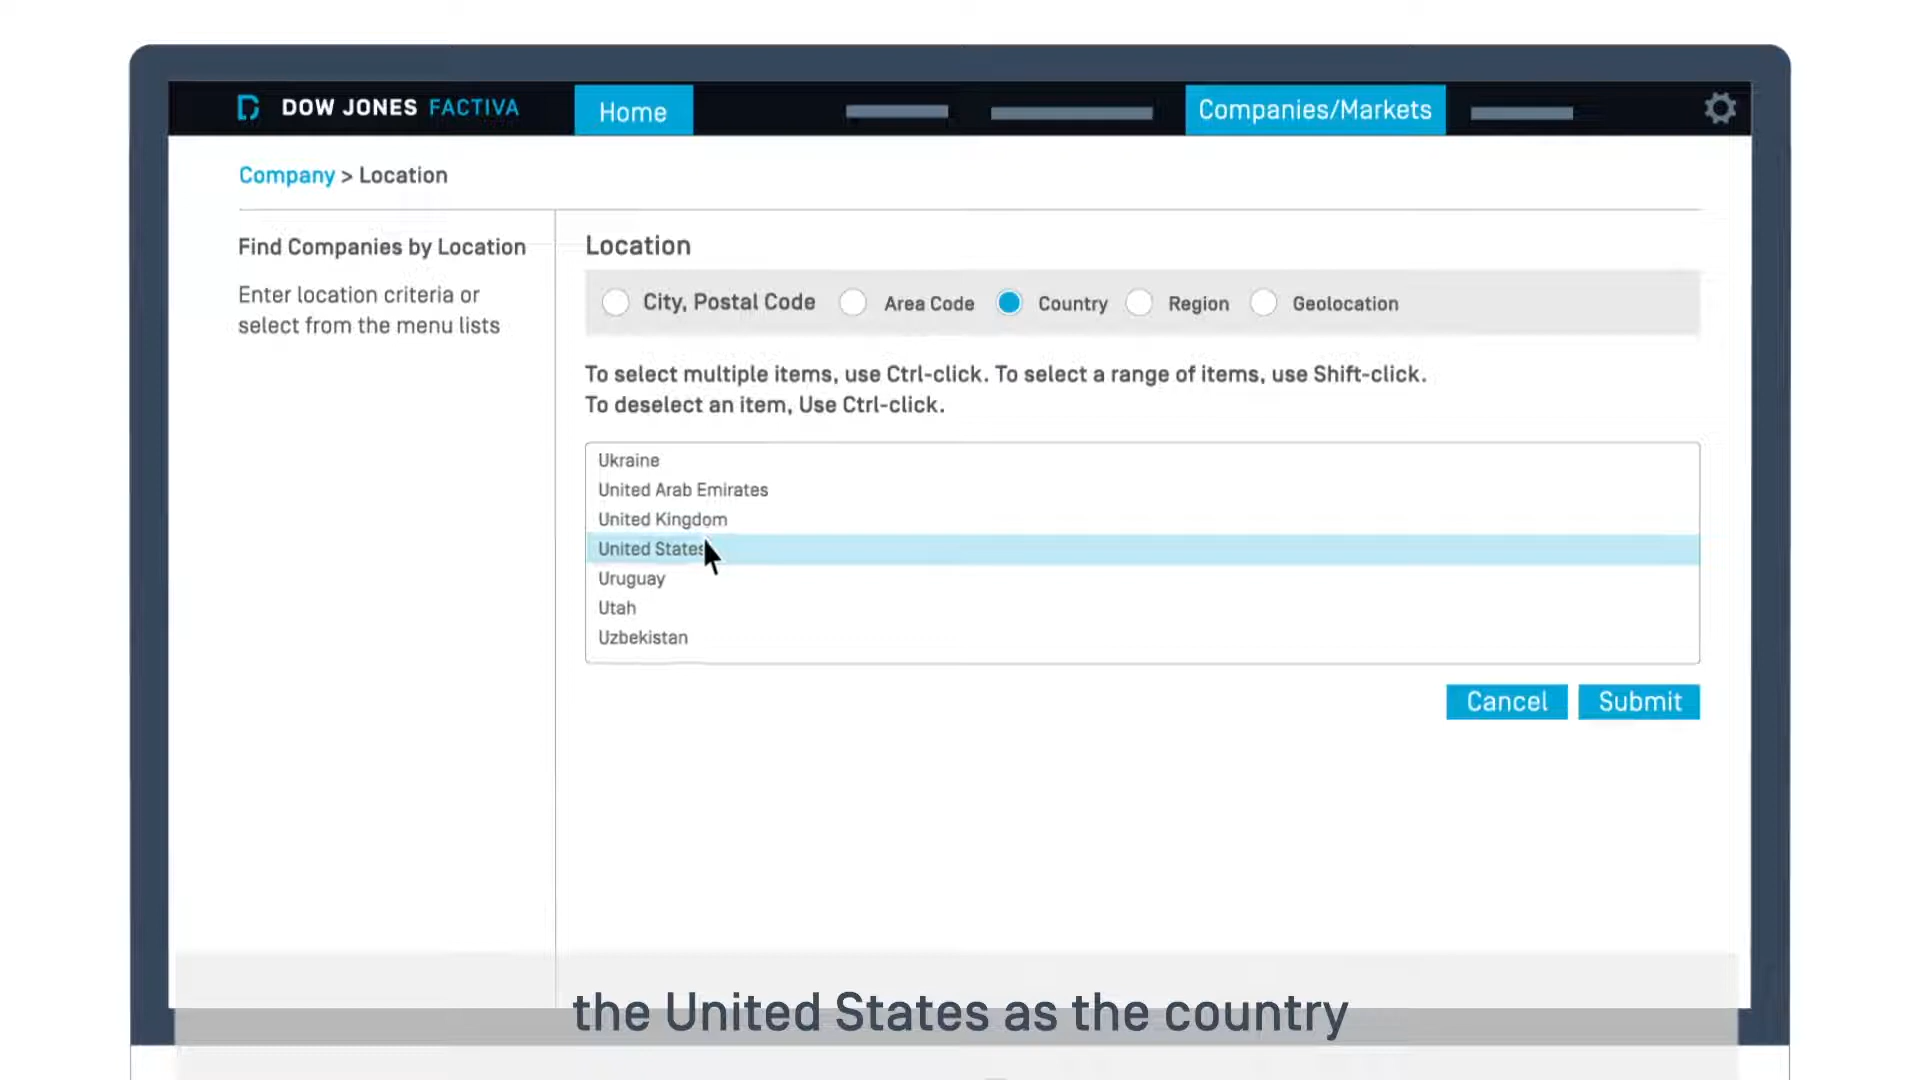 DOW JONES FACTIVA
Home
Companies/Markets
Company > Location
Find Companies by Location
Enter location criteria or
select from the menu lists
Location
City, Postal Code
Area Code
Country
Region
Geolocation
To select multiple items, use Ctrl-click. To select a range of items, use Shift-click.
To deselect an item, Use Ctrl-click.
Ukraine
United Arab Emirates
United Kingdom
United States
Uruguay
Utah
Uzbekistan
Cancel
Submit
the United States as the country